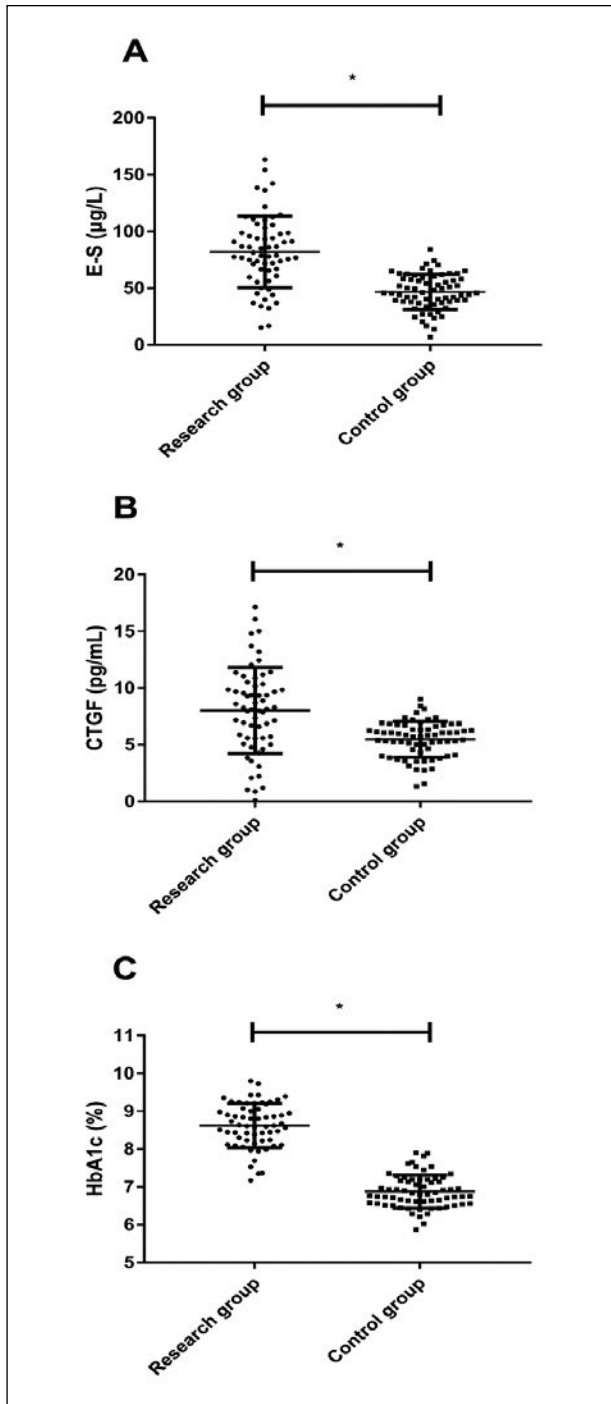 A
*
200
150
100
50
0
E-S (µg/L)
Research group
Control group
B
*
20
15
10
5
0
CTGF (pg/mL)
Research group
Control group
C
*
11
10
9
8
7
6
5
HbA1c (%)
Research group
Control group